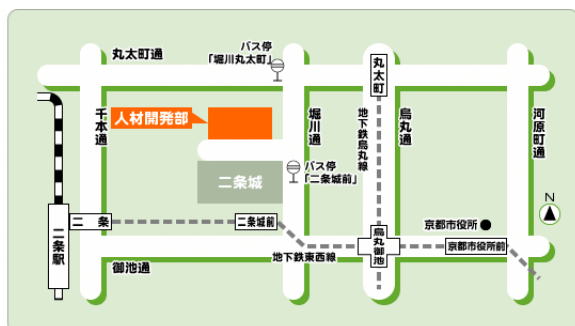 丸太町通
バス停
「堀川丸太町」
丸太町
千本通
人材開発部
堀川通
地下鉄烏丸線
烏丸通
河原町通
バス停
「二条城前」
二条城
N
二条
二条城前
烏丸御池
京都市役所
京都市役所前
二条駅
御池通
地下鉄東西線